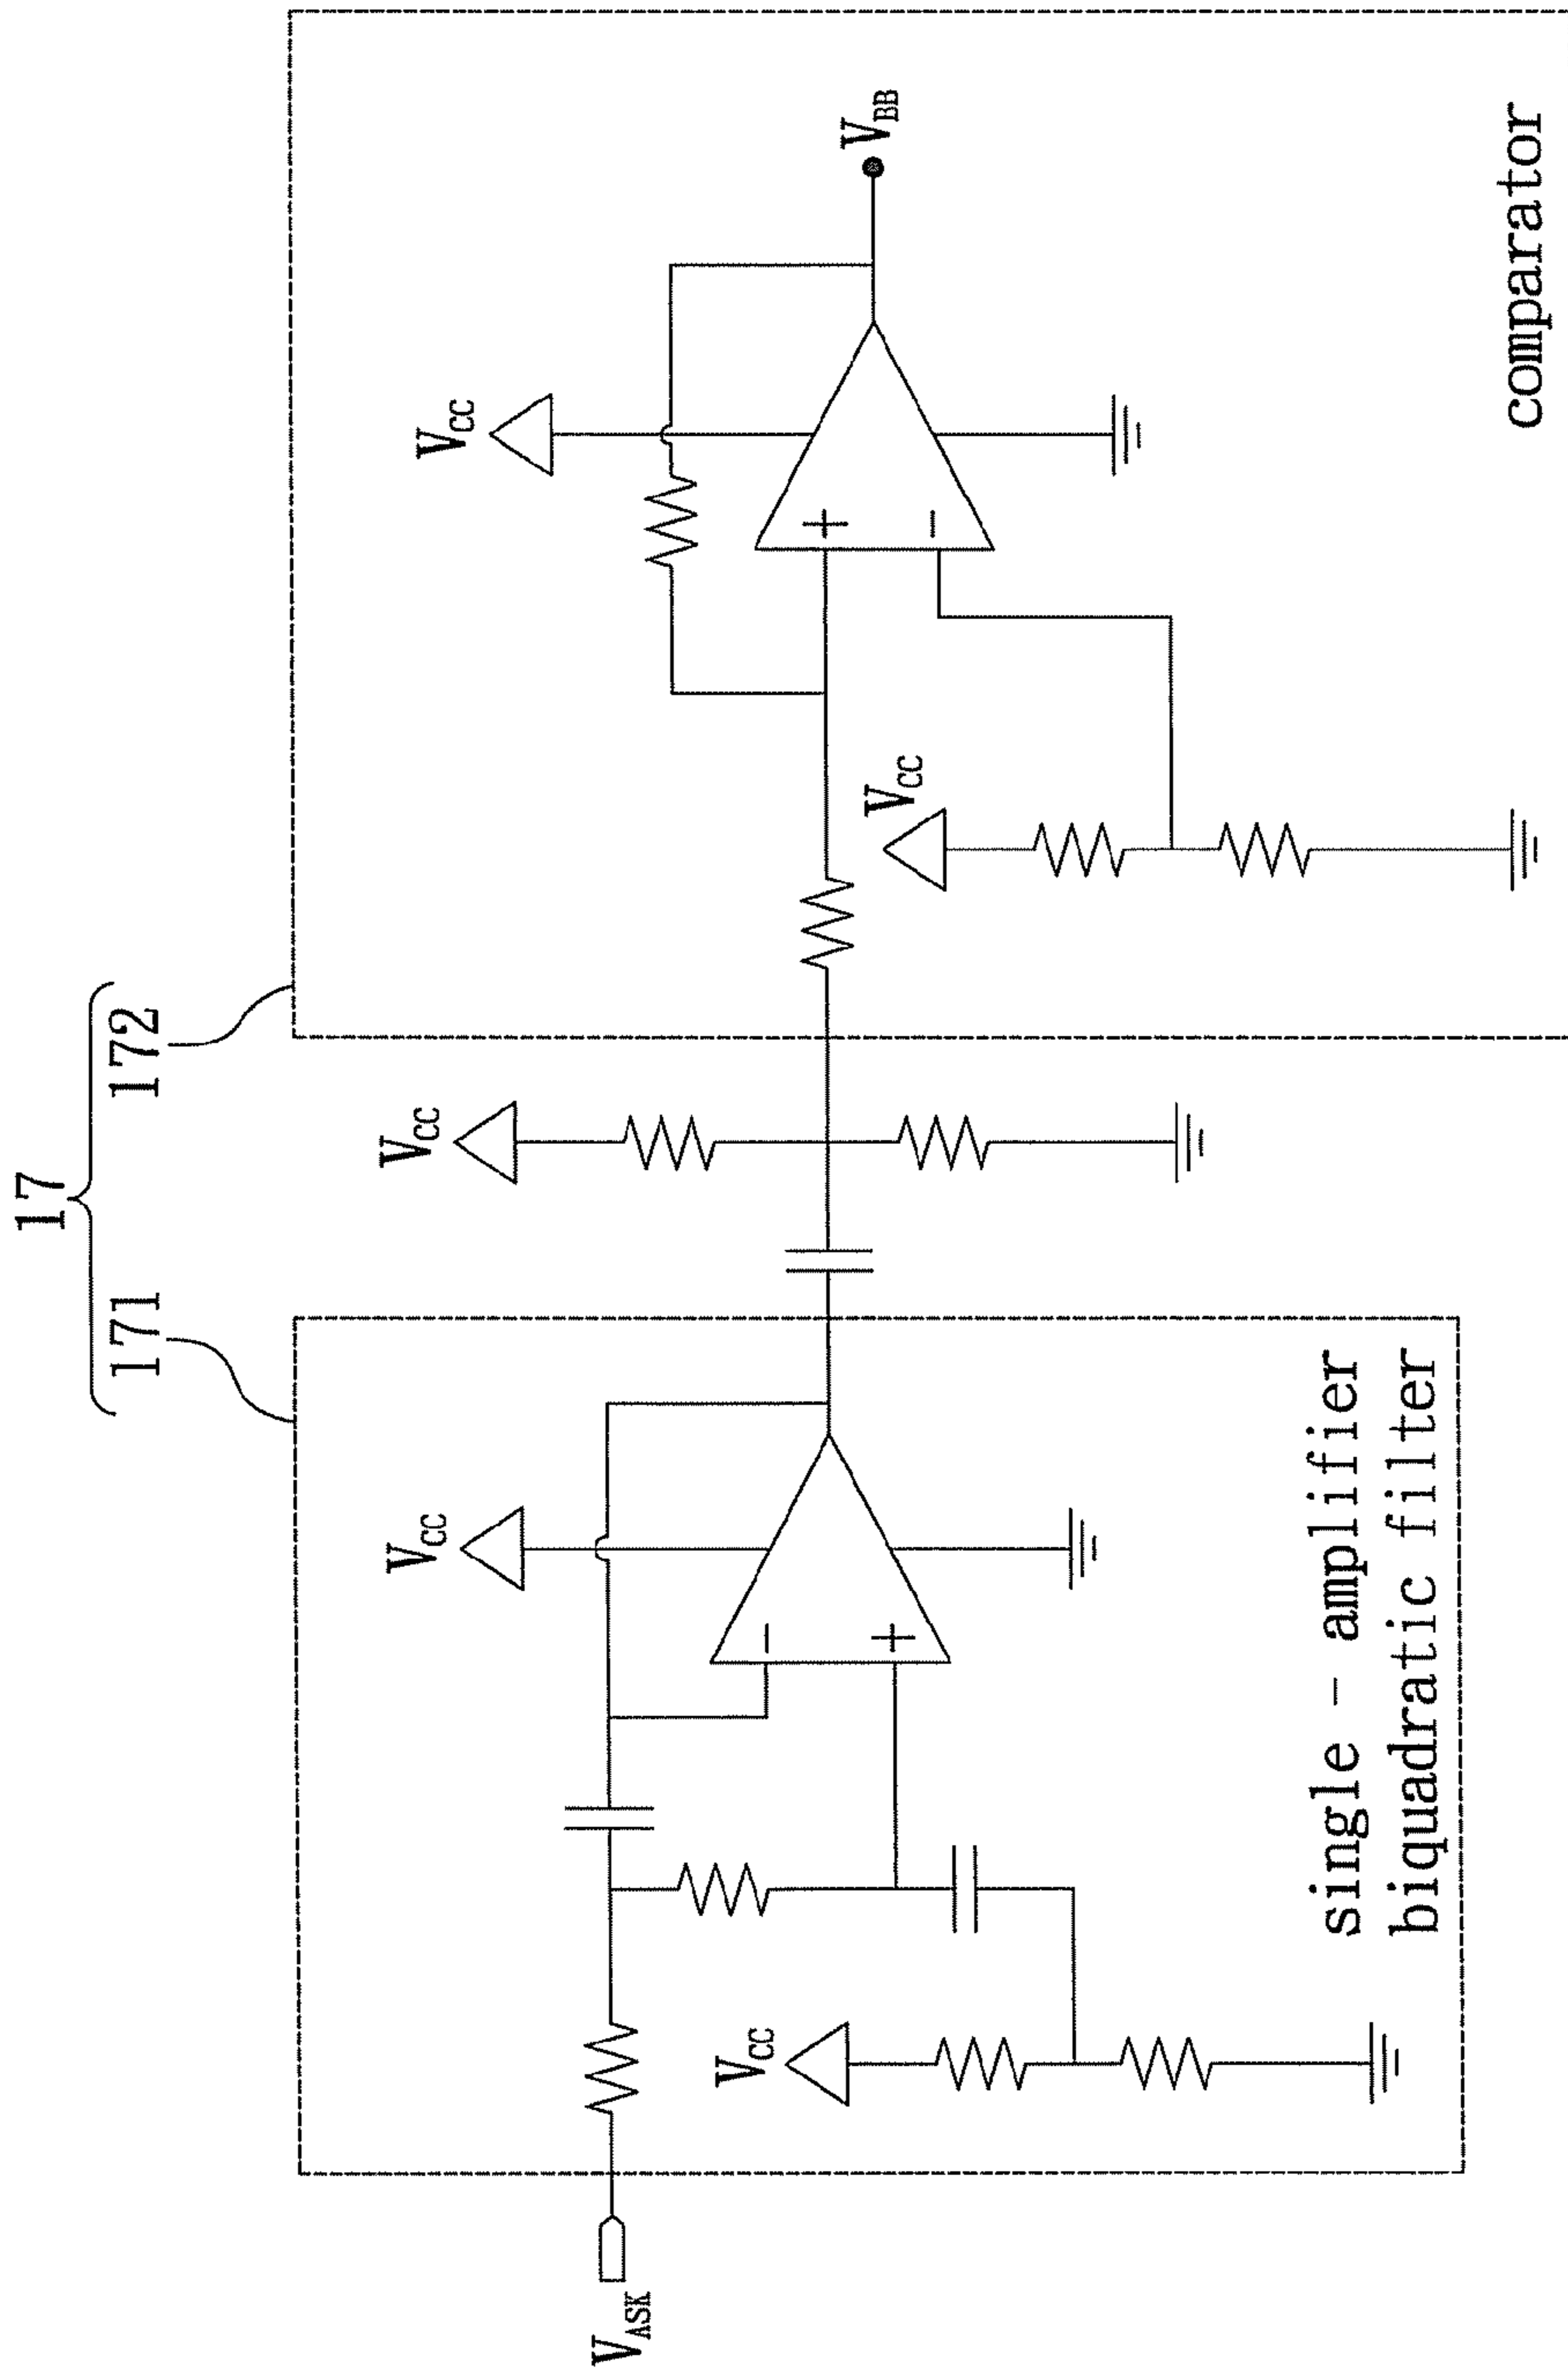 17
171
172
V_CC
V_CC
V_CC
V_ASK
V_CC
V_CC
V_BB
-
+
+
-
single - amplifier
biquadratic filter
comparator